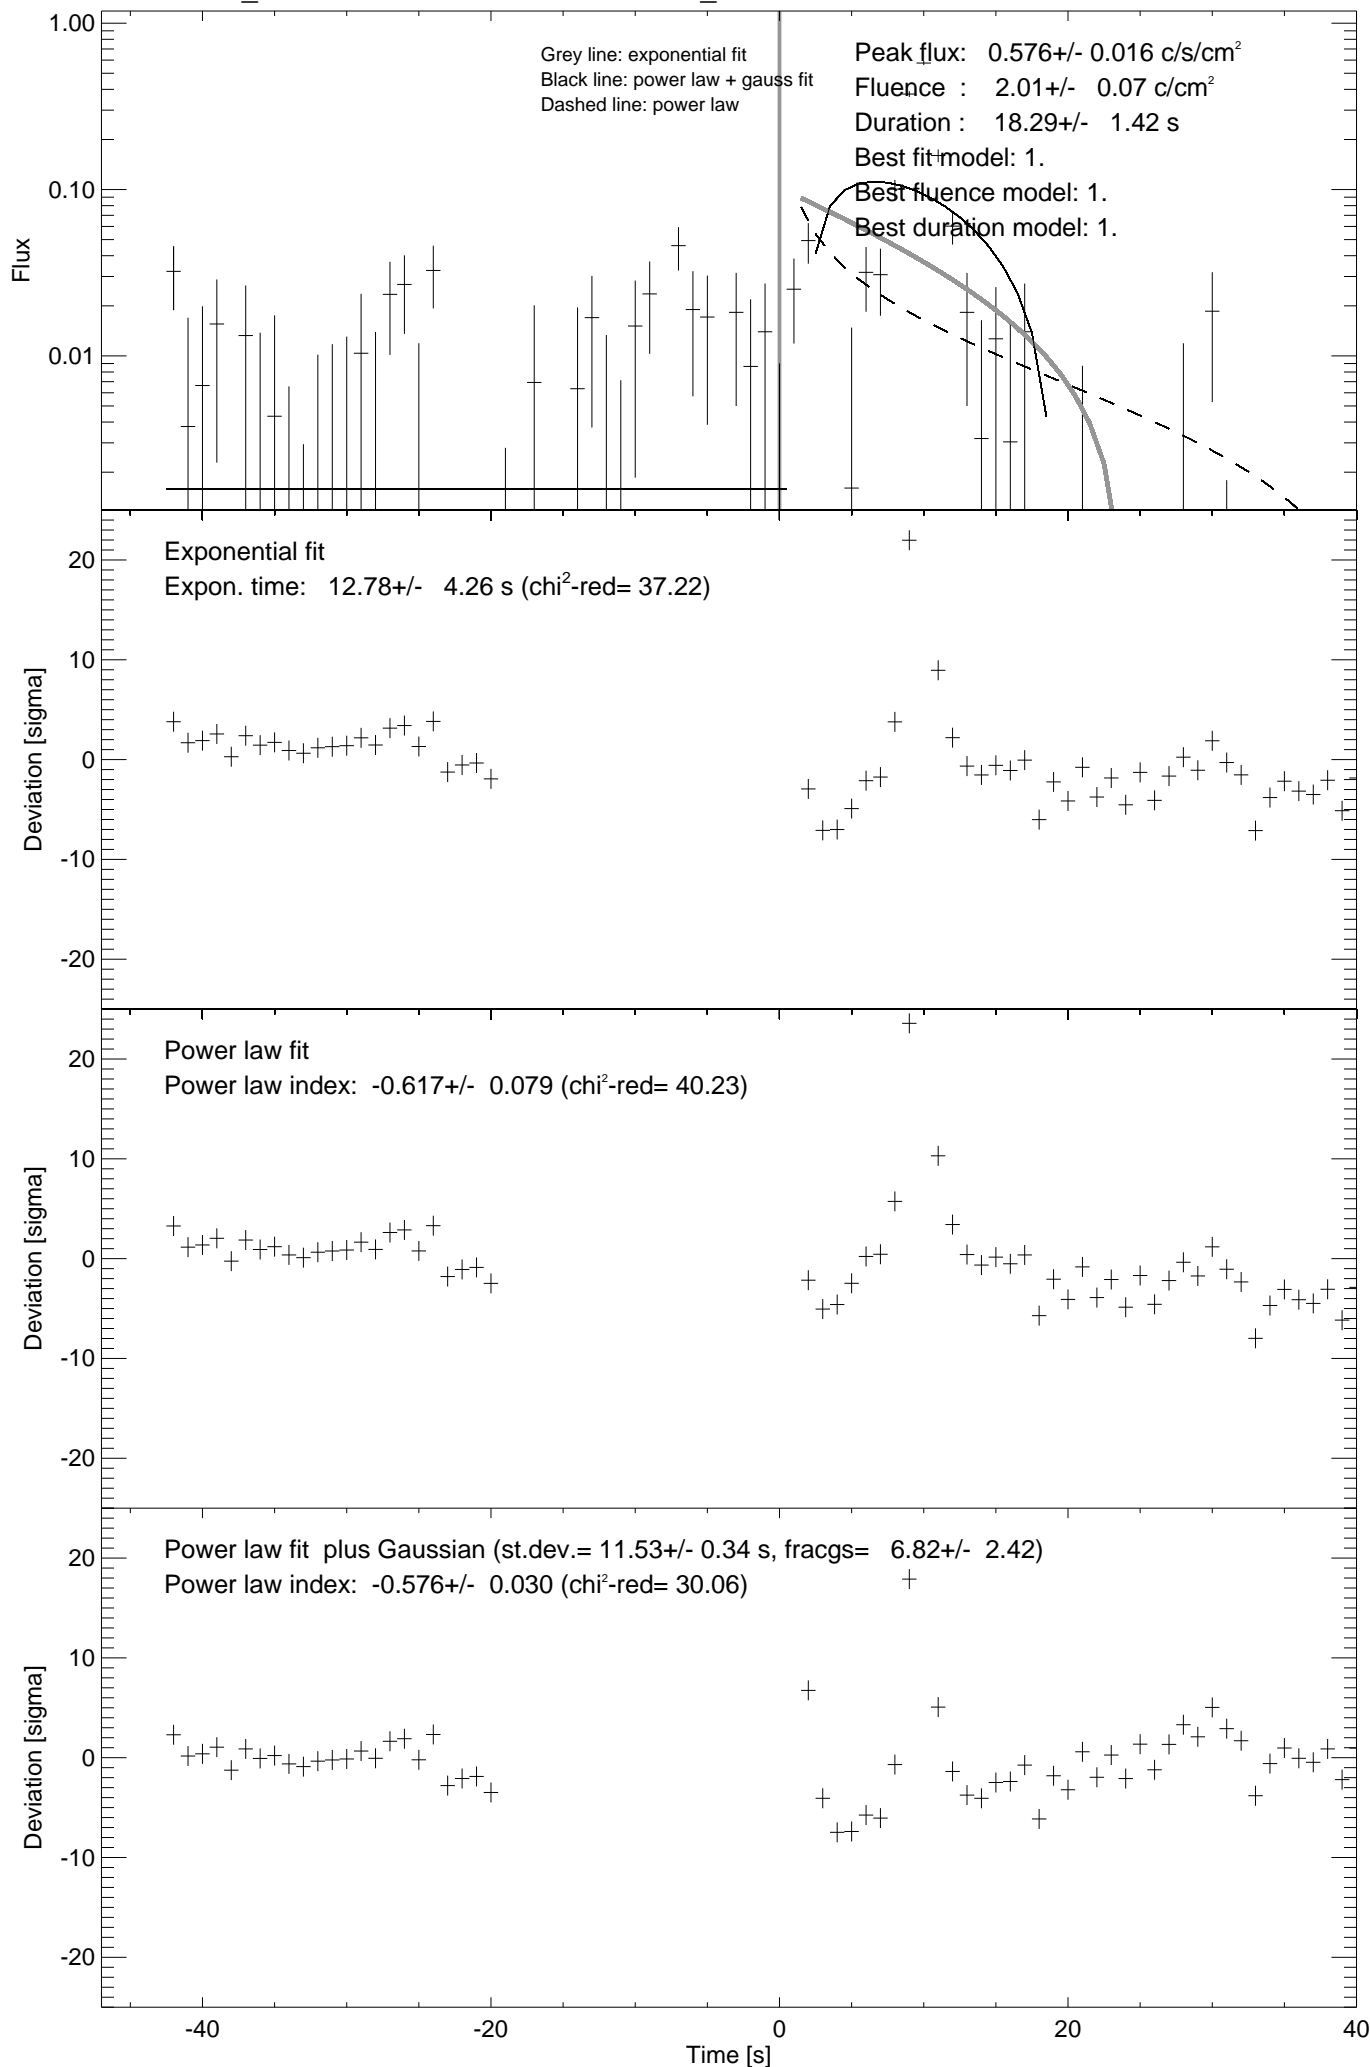 1.00
Grey line: exponential fit
Black line: power law + gauss fit
Dashed line: power law
Peak flux: 0.576+/- 0.016 c/s/cm²
Fluence : 2.01+/- 0.07 c/cm²
Duration : 18.29+/- 1.42 s
Best fit model: 1.
Best fluence model: 1.
Best duration model: 1.
0.10
0.01
Flux
Exponential fit
Expon. time: 12.78+/- 4.26 s (chi²-red= 37.22)
20
10
0
-10
-20
Deviation [sigma]
Power law fit
Power law index: -0.617+/- 0.079 (chi²-red= 40.23)
20
10
0
-10
-20
Deviation [sigma]
Power law fit plus Gaussian (st.dev.= 11.53+/- 0.34 s, fracgs= 6.82+/- 2.42)
Power law index: -0.576+/- 0.030 (chi²-red= 30.06)
20
10
0
-10
-20
Deviation [sigma]
-40 -20 0 20 40
Time [s]